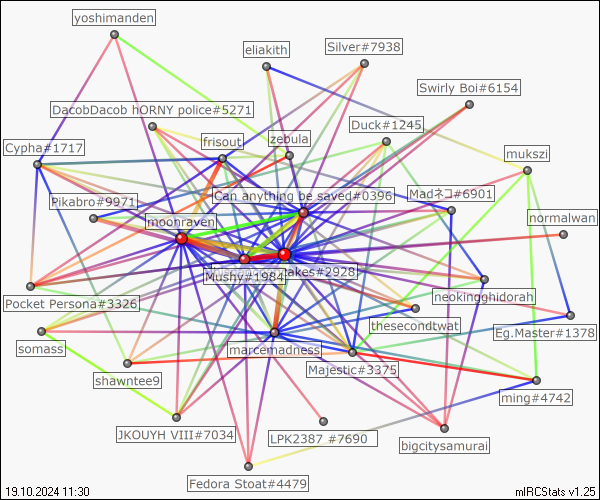 yoshimanden
eliakith
Silver#7938
Swirly Boi#6154
DacobDacob hORNY police#5271
Duck#1245
Cypha#1717
frisout
zebula
mukszi
Pikabro#9971
Can anything be saved#0396
Madネコ#6901
moonraven
normalwan
Mushy#1984
akes#2928
neokingghidorah
Pocket Persona#3326
thesecondtwat
Eg.Master#1378
somass
marcemadness
shawntee9
Majestic#3375
ming#4742
JKOUYH VIII#7034
LPK2387 ~#7690
bigcitysamurai
Fedora Stoat#4479
19.10.2024 11:30
mIRCStats v1.25